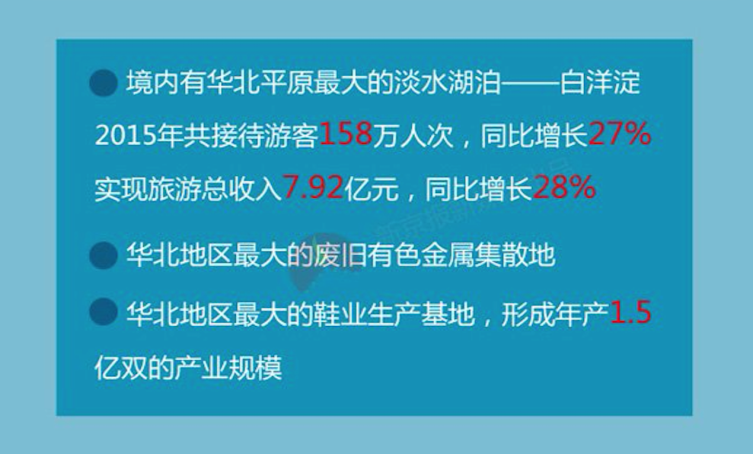 境内有华北平原最大的淡水湖泊——白洋淀
2015年共接待游客158万人次，同比增长27%
实现旅游总收入7.92亿元，同比增长28%
华北地区最大的废旧有色金属集散地
华北地区最大的鞋业生产基地，形成年产1.5
亿双的产业规模